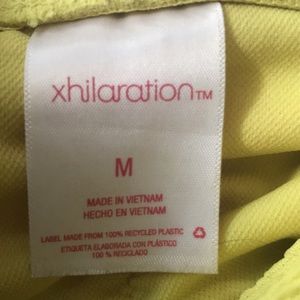 xhilaration™
M
MADE IN VIETNAM
HECHO EN VIETNAM
LABEL MADE FROM 100% RECYCLED PLASTIC
ETIQUETA ELABORADA CON PLÁSTICO
100 % RECICLADO